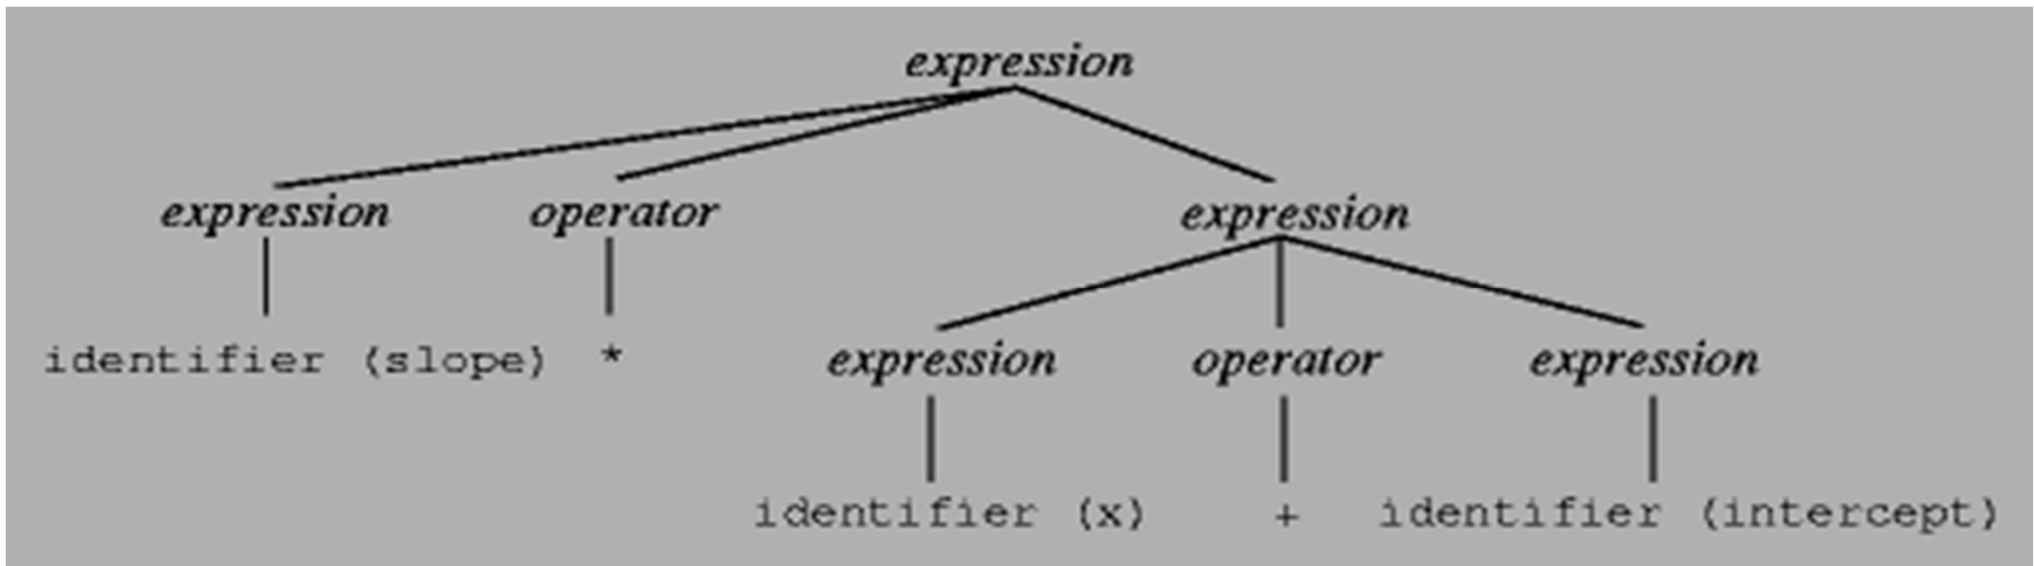 expression
expression operator expression
identifier (slope) * expression operator expression
identifier (x) + identifier (intercept)